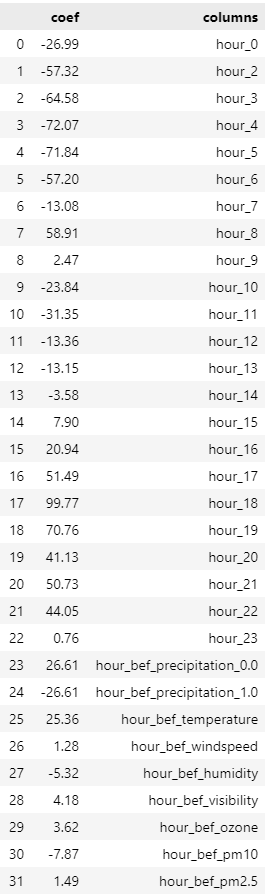 coef columns
0 -26.99 hour_0
1 -57.32 hour_2
2 -64.58 hour_3
3 -72.07 hour_4
4 -71.84 hour_5
5 -57.20 hour_6
6 -13.08 hour_7
7 58.91 hour_8
8 2.47 hour_9
9 -23.84 hour_10
10 -31.35 hour_11
11 -13.36 hour_12
12 -13.15 hour_13
13 -3.58 hour_14
14 7.90 hour_15
15 20.94 hour_16
16 51.49 hour_17
17 99.77 hour_18
18 70.76 hour_19
19 41.13 hour_20
20 50.73 hour_21
21 44.05 hour_22
22 0.76 hour_23
23 26.61 hour_bef_precipitation_0.0
24 -26.61 hour_bef_precipitation_1.0
25 25.36 hour_bef_temperature
26 1.28 hour_bef_windspeed
27 -5.32 hour_bef_humidity
28 4.18 hour_bef_visibility
29 3.62 hour_bef_ozone
30 -7.87 hour_bef_pm10
31 1.49 hour_bef_pm2.5